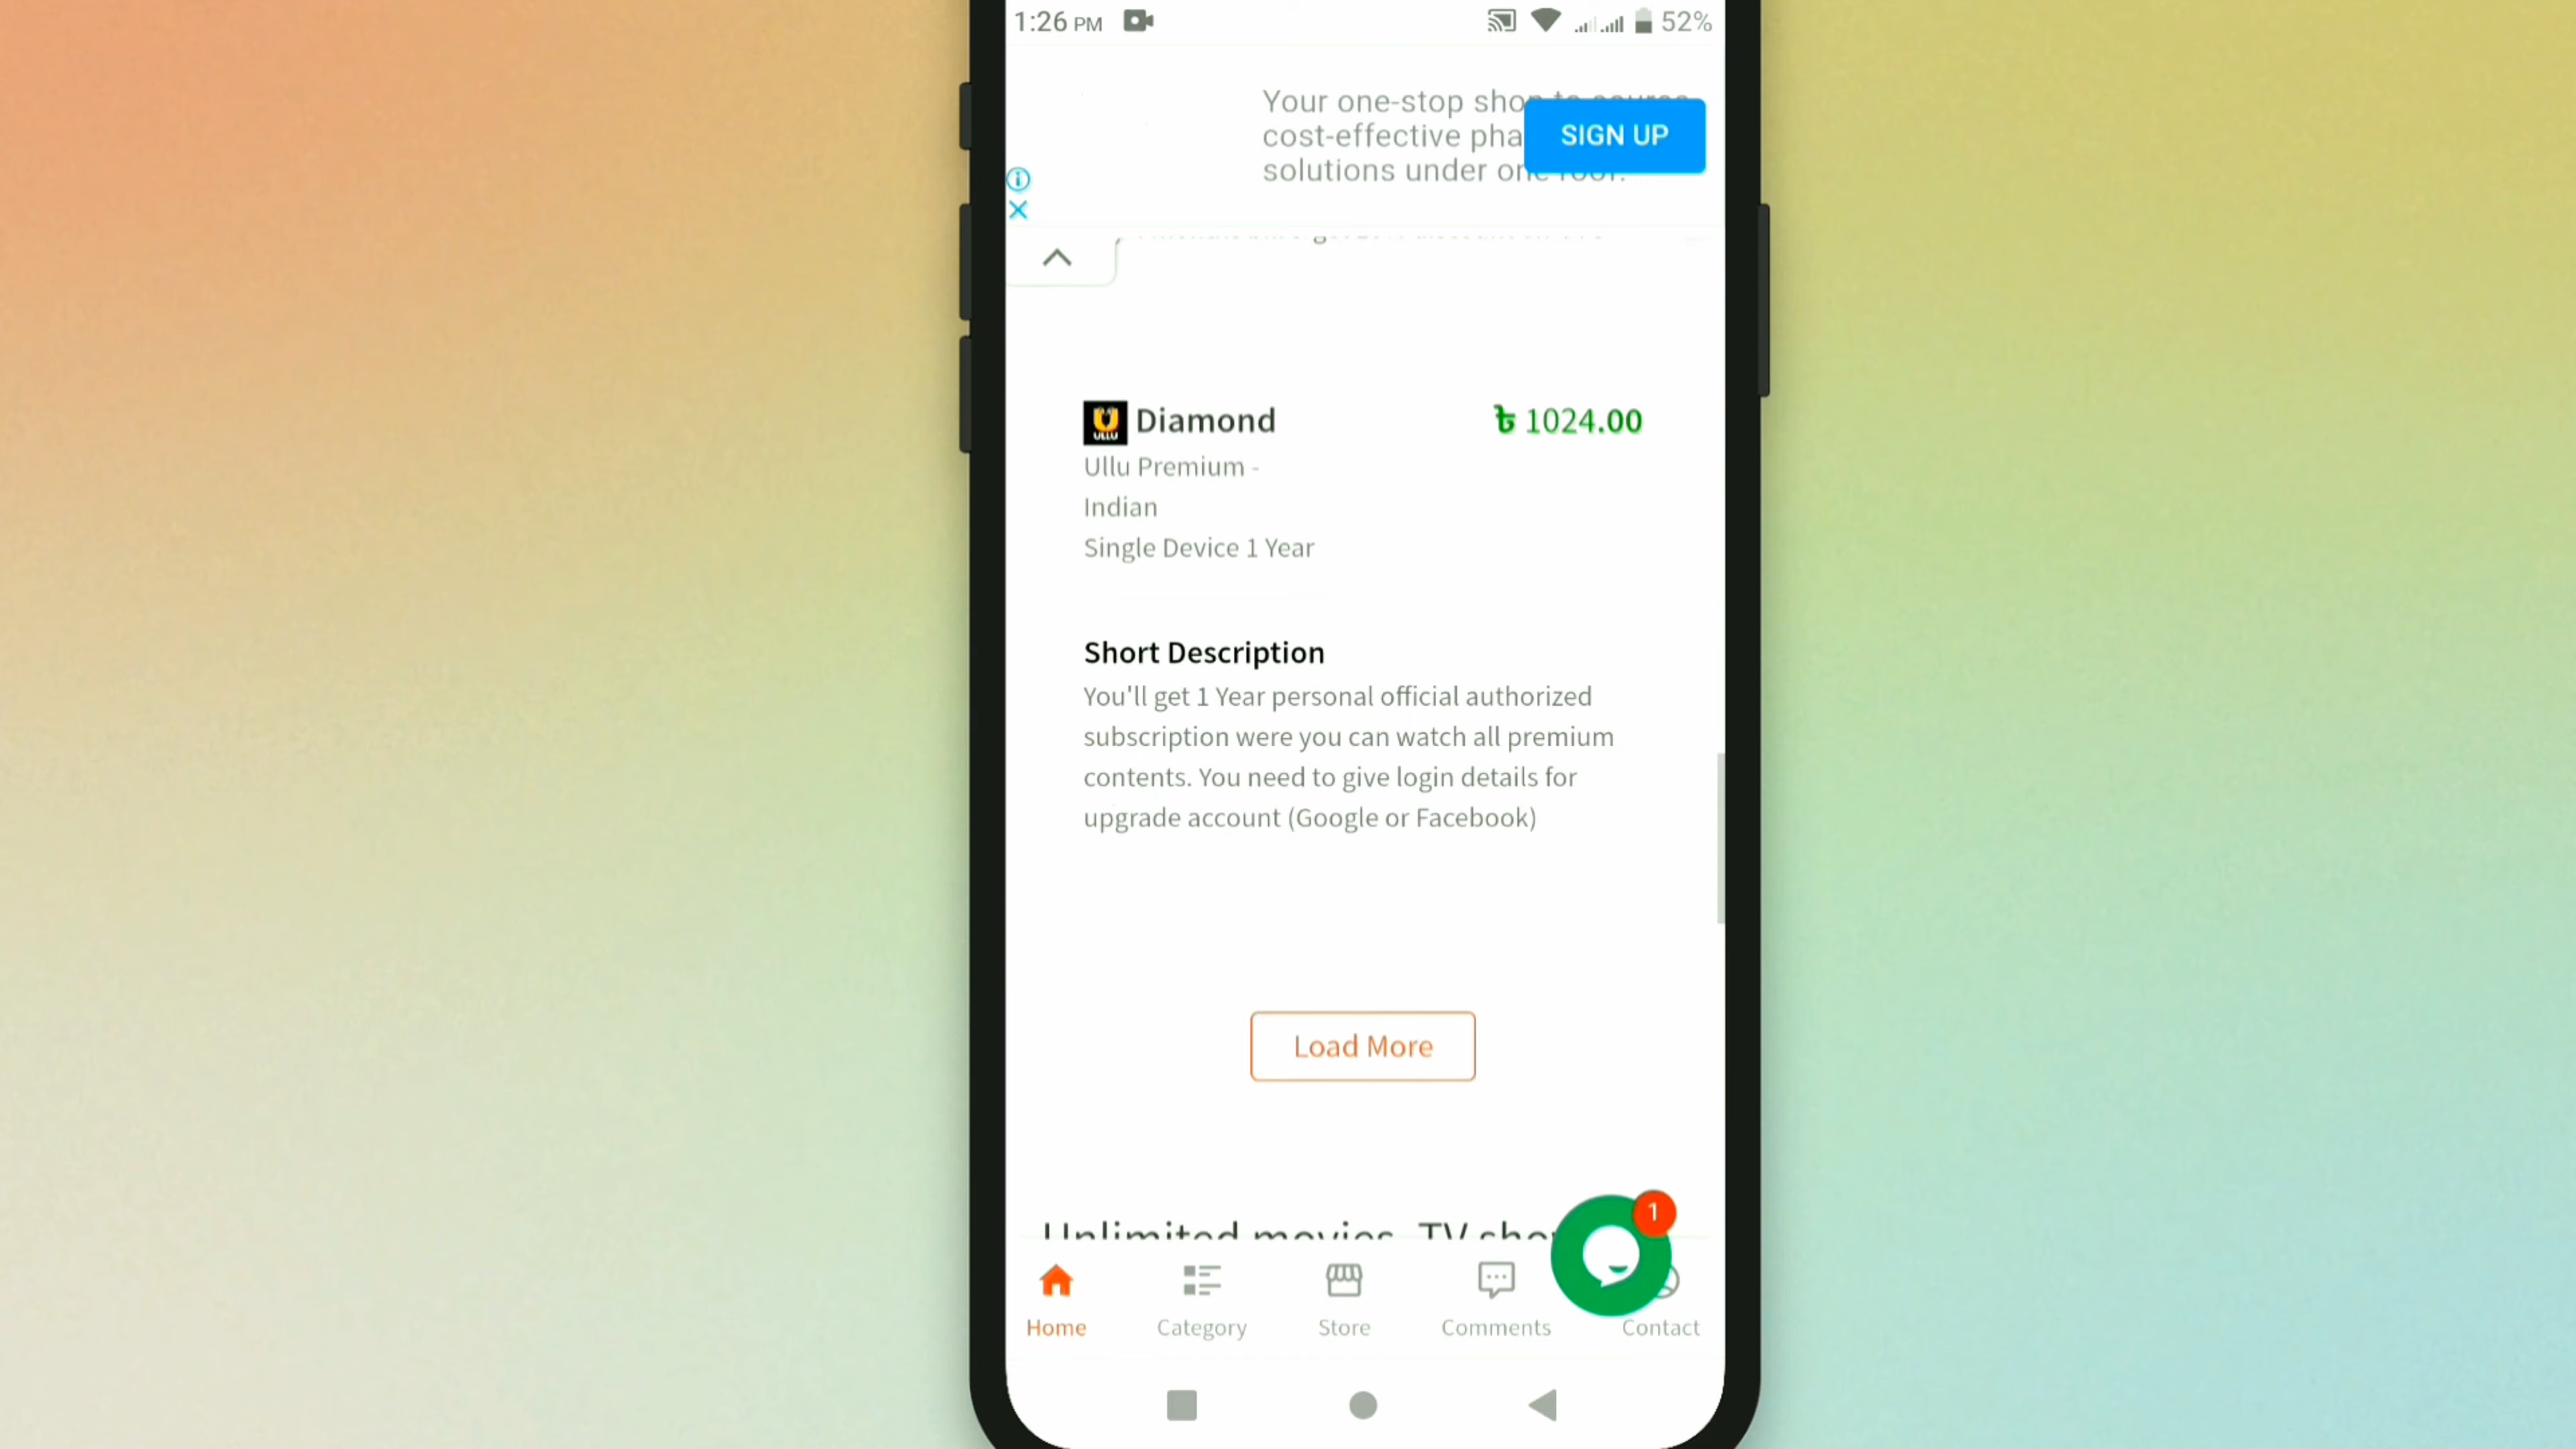 1:26 PM
52%
Your one-stop shop to source
cost-effective pha
solutions under one roof.
SIGN UP
ULLU
Diamond
৳ 1024.00
Ullu Premium -
Indian
Single Device 1 Year
Short Description
You'll get 1 Year personal official authorized
subscription were you can watch all premium
contents. You need to give login details for
upgrade account (Google or Facebook)
Load More
Unlimited movies, TV
1
Home
Category
Store
Comments
Contact